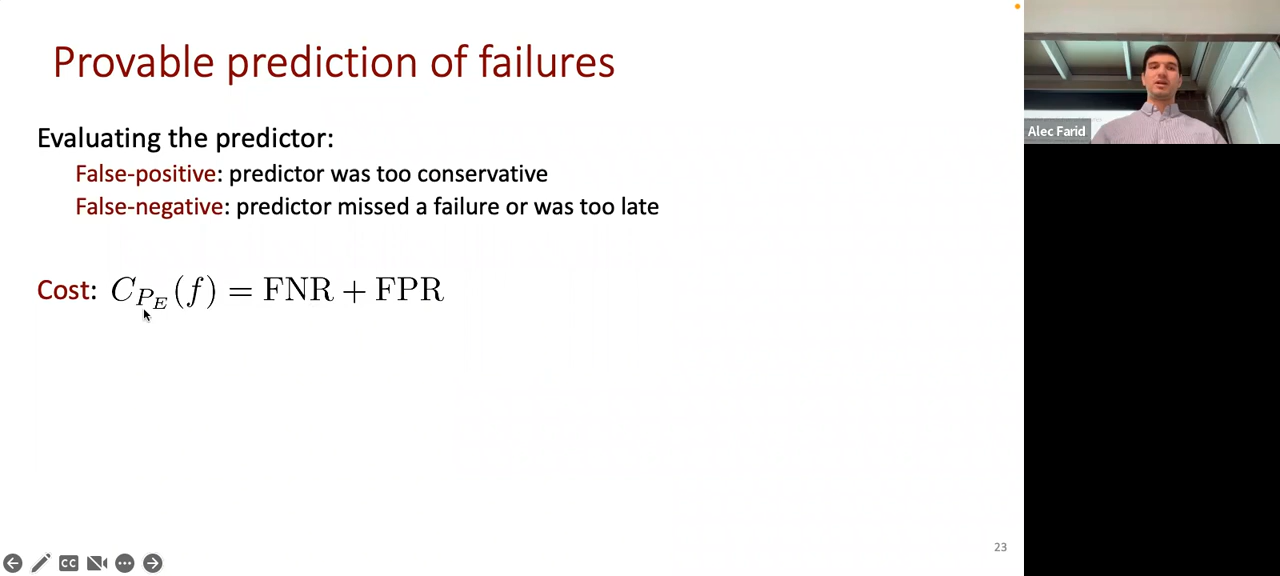 Provable prediction of failures
Evaluating the predictor:
False-positive: predictor was too conservative
False-negative: predictor missed a failure or was too late
Cost: C_{P_E}(f) = FNR + FPR
23
CC
Alec Farid